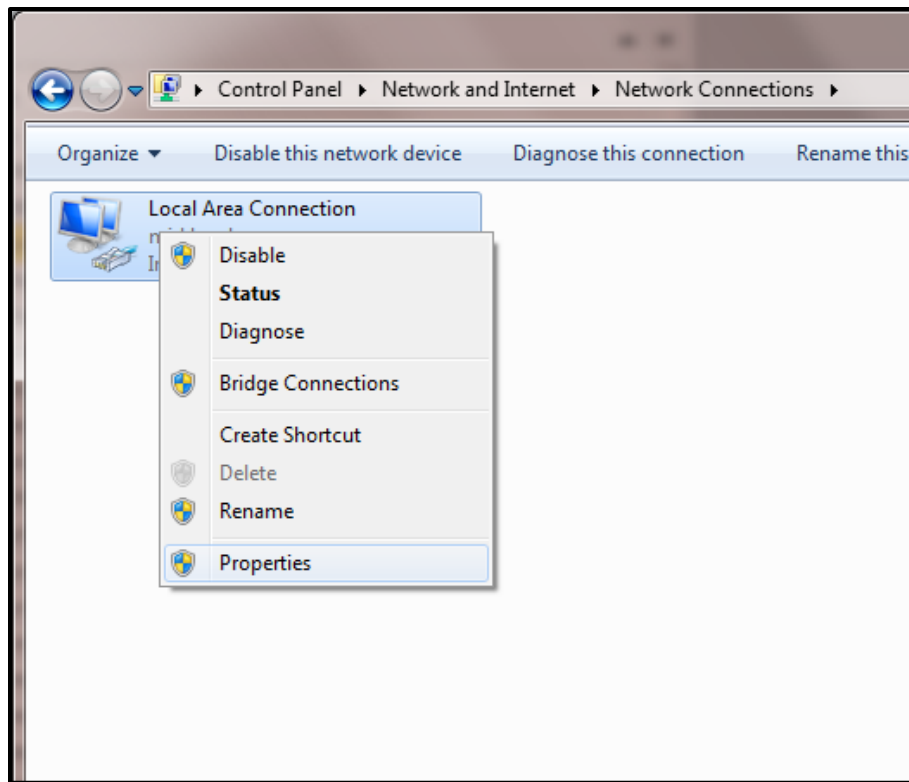 Control Panel Network and Internet Network Connections
Organize Disable this network device Diagnose this connection Rename this
Local Area Connection
Disable
Status
Diagnose
Bridge Connections
Create Shortcut
Delete
Rename
Properties